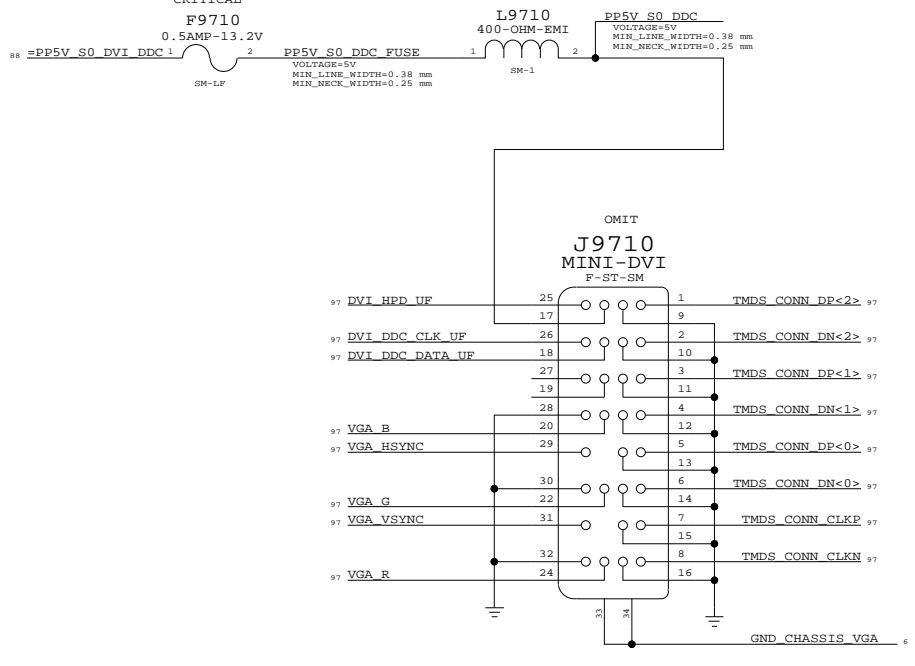 CRITICAL
F9710
0.5AMP-13.2V
88 =PP5V_S0_DVI_DDC 1 2 PP5V_S0_DDC_FUSE
VOLTAGE=5V
MIN_LINE_WIDTH=0.38 mm
MIN_NECK_WIDTH=0.25 mm
SM-LF
L9710
400-OHM-EMI
1 2
SM-1
PP5V_S0_DDC
VOLTAGE=5V
MIN_LINE_WIDTH=0.38 mm
MIN_NECK_WIDTH=0.25 mm
OMIT
J9710
MINI-DVI
F-ST-SM
97 DVI_HPD_UF 25 1 TMDS_CONN_DP<2> 97
17 9
97 DVI_DDC_CLK_UF 26 2 TMDS_CONN_DN<2> 97
97 DVI_DDC_DATA_UF 18 10
27 3 TMDS_CONN_DP<1> 97
19 11
28 4 TMDS_CONN_DN<1> 97
97 VGA_B 20 12
97 VGA_HSYNC 29 5 TMDS_CONN_DP<0> 97
13
30 6 TMDS_CONN_DN<0> 97
97 VGA_G 22 14
97 VGA_VSYNC 31 7 TMDS_CONN_CLKP 97
15
32 8 TMDS_CONN_CLKN 97
97 VGA_R 24 16
33 34
GND_CHASSIS_VGA 6